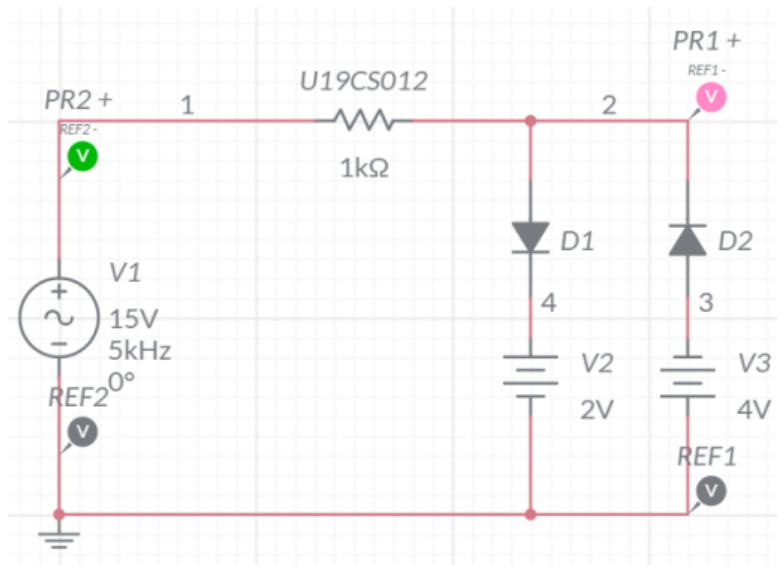 PR1 +
REF1 -
V
U19CS012
PR2 +
1
2
REF2 -
V
1kΩ
D1
D2
V1
4
3
15V
5kHz
0°
V2
V3
REF2
2V
4V
V
REF1
V